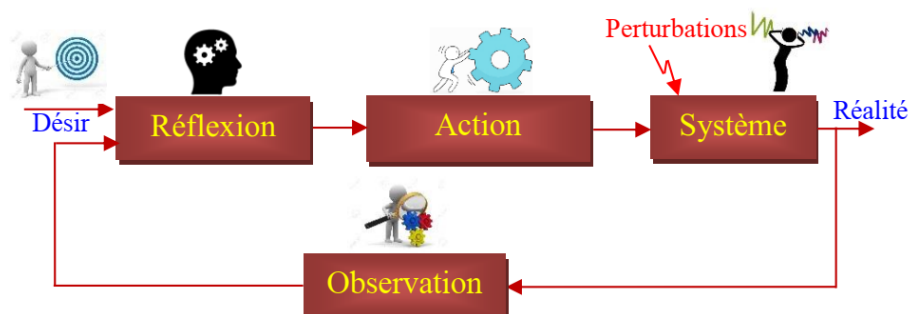 Perturbations
Désir
Réflexion
Action
Système
Réalité
Observation